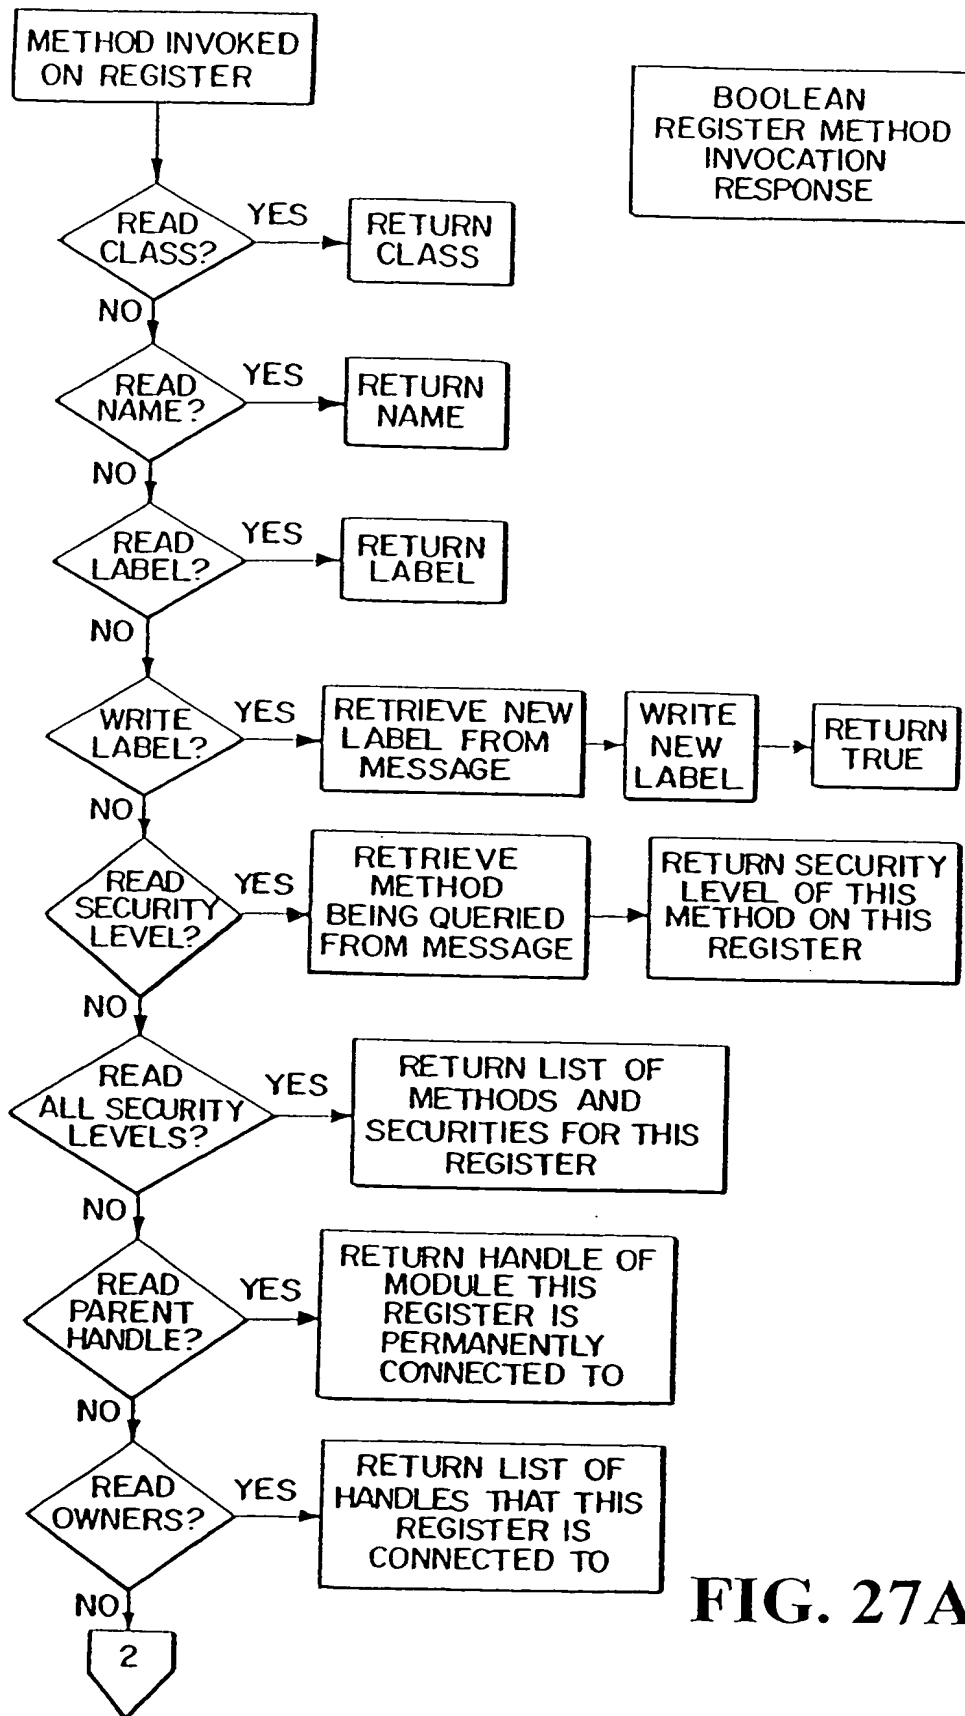 METHOD INVOKED
ON REGISTER
BOOLEAN
REGISTER METHOD
INVOCATION
RESPONSE
READ
CLASS?
YES
RETURN
CLASS
NO
READ
NAME?
YES
RETURN
NAME
NO
READ
LABEL?
YES
RETURN
LABEL
NO
WRITE
LABEL?
YES
RETRIEVE NEW
LABEL FROM
MESSAGE
WRITE
NEW
LABEL
RETURN
TRUE
NO
READ
SECURITY
LEVEL?
YES
RETRIEVE
METHOD
BEING QUERIED
FROM MESSAGE
RETURN SECURITY
LEVEL OF THIS
METHOD ON THIS
REGISTER
NO
READ
ALL SECURITY
LEVELS?
YES
RETURN LIST OF
METHODS AND
SECURITIES FOR THIS
REGISTER
NO
READ
PARENT
HANDLE?
YES
RETURN HANDLE OF
MODULE THIS
REGISTER IS
PERMANENTLY
CONNECTED TO
NO
READ
OWNERS?
YES
RETURN LIST OF
HANDLES THAT THIS
REGISTER IS
CONNECTED TO
NO
2
FIG. 27A